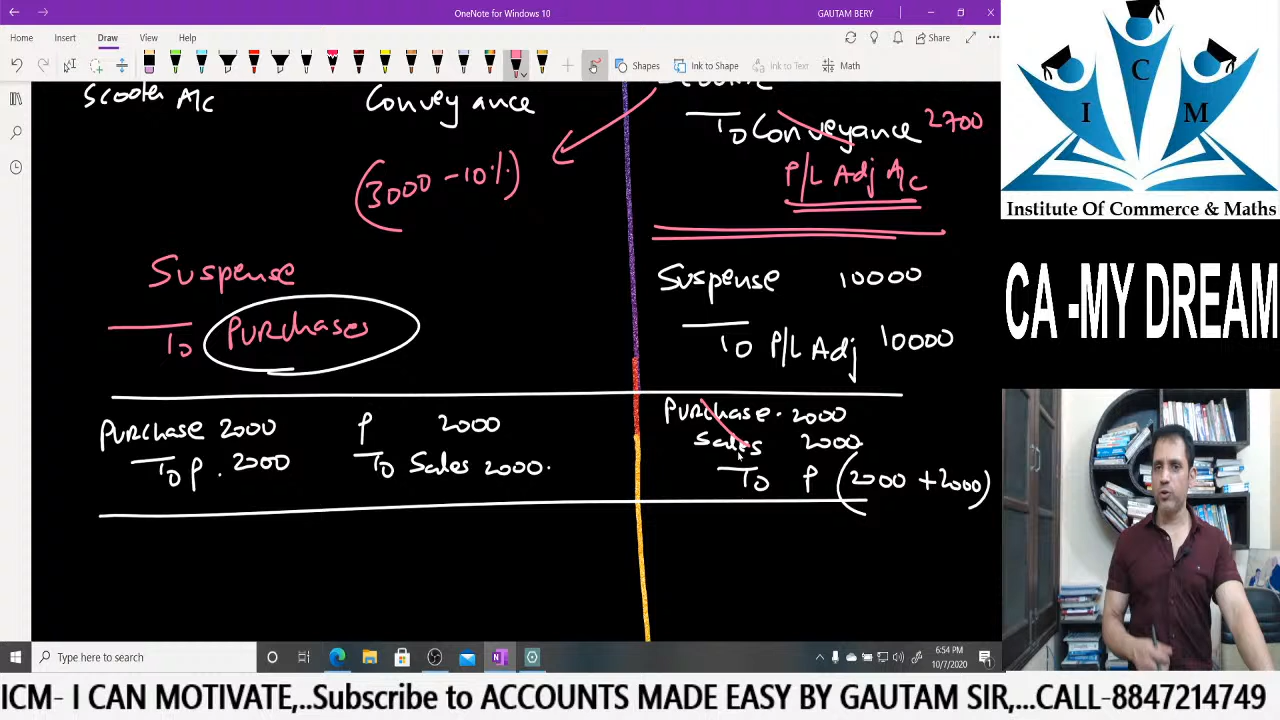 OneNote for Windows 10
GAUTAM BERY
Home Insert Draw View Help
Share
Shapes
Ink to Shape
Ink to Text
Math
Scooter A/C
Conveyance
(3000 - 10%)
To Conveyance 2700
P/L Adj A/C
Suspense
To Purchases
Suspense 10000
To P/L Adj 10000
Purchase 2000
To P . 2000
P 2000
To Sales 2000.
Purchase . 2000
Sales 2000
To P (2000 + 2000)
I C M
Institute Of Commerce & Maths
CA -MY DREAM
Type here to search
6:54 PM
10/7/2020
ICM- I CAN MOTIVATE,..Subscribe to ACCOUNTS MADE EASY BY GAUTAM SIR,...CALL-8847214749